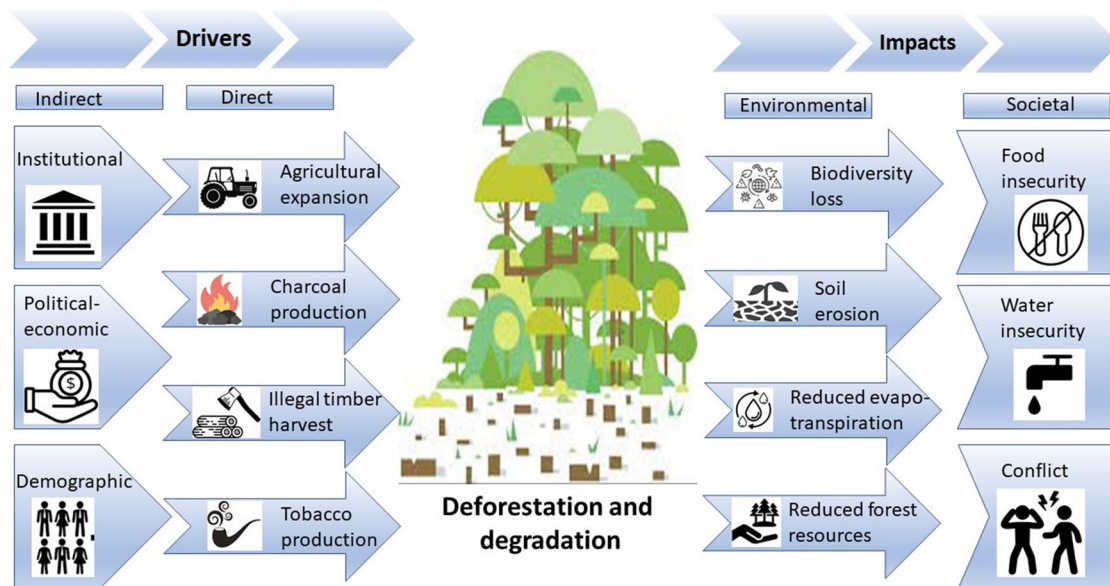 Drivers
Impacts
Indirect
Direct
Environmental
Societal
Institutional
Political-
economic
$
Demographic
Agricultural
expansion
Charcoal
production
Illegal timber
harvest
Tobacco
production
Deforestation and
degradation
Biodiversity
loss
Soil
erosion
Reduced evapo-
transpiration
Reduced forest
resources
Food
insecurity
Water
insecurity
Conflict